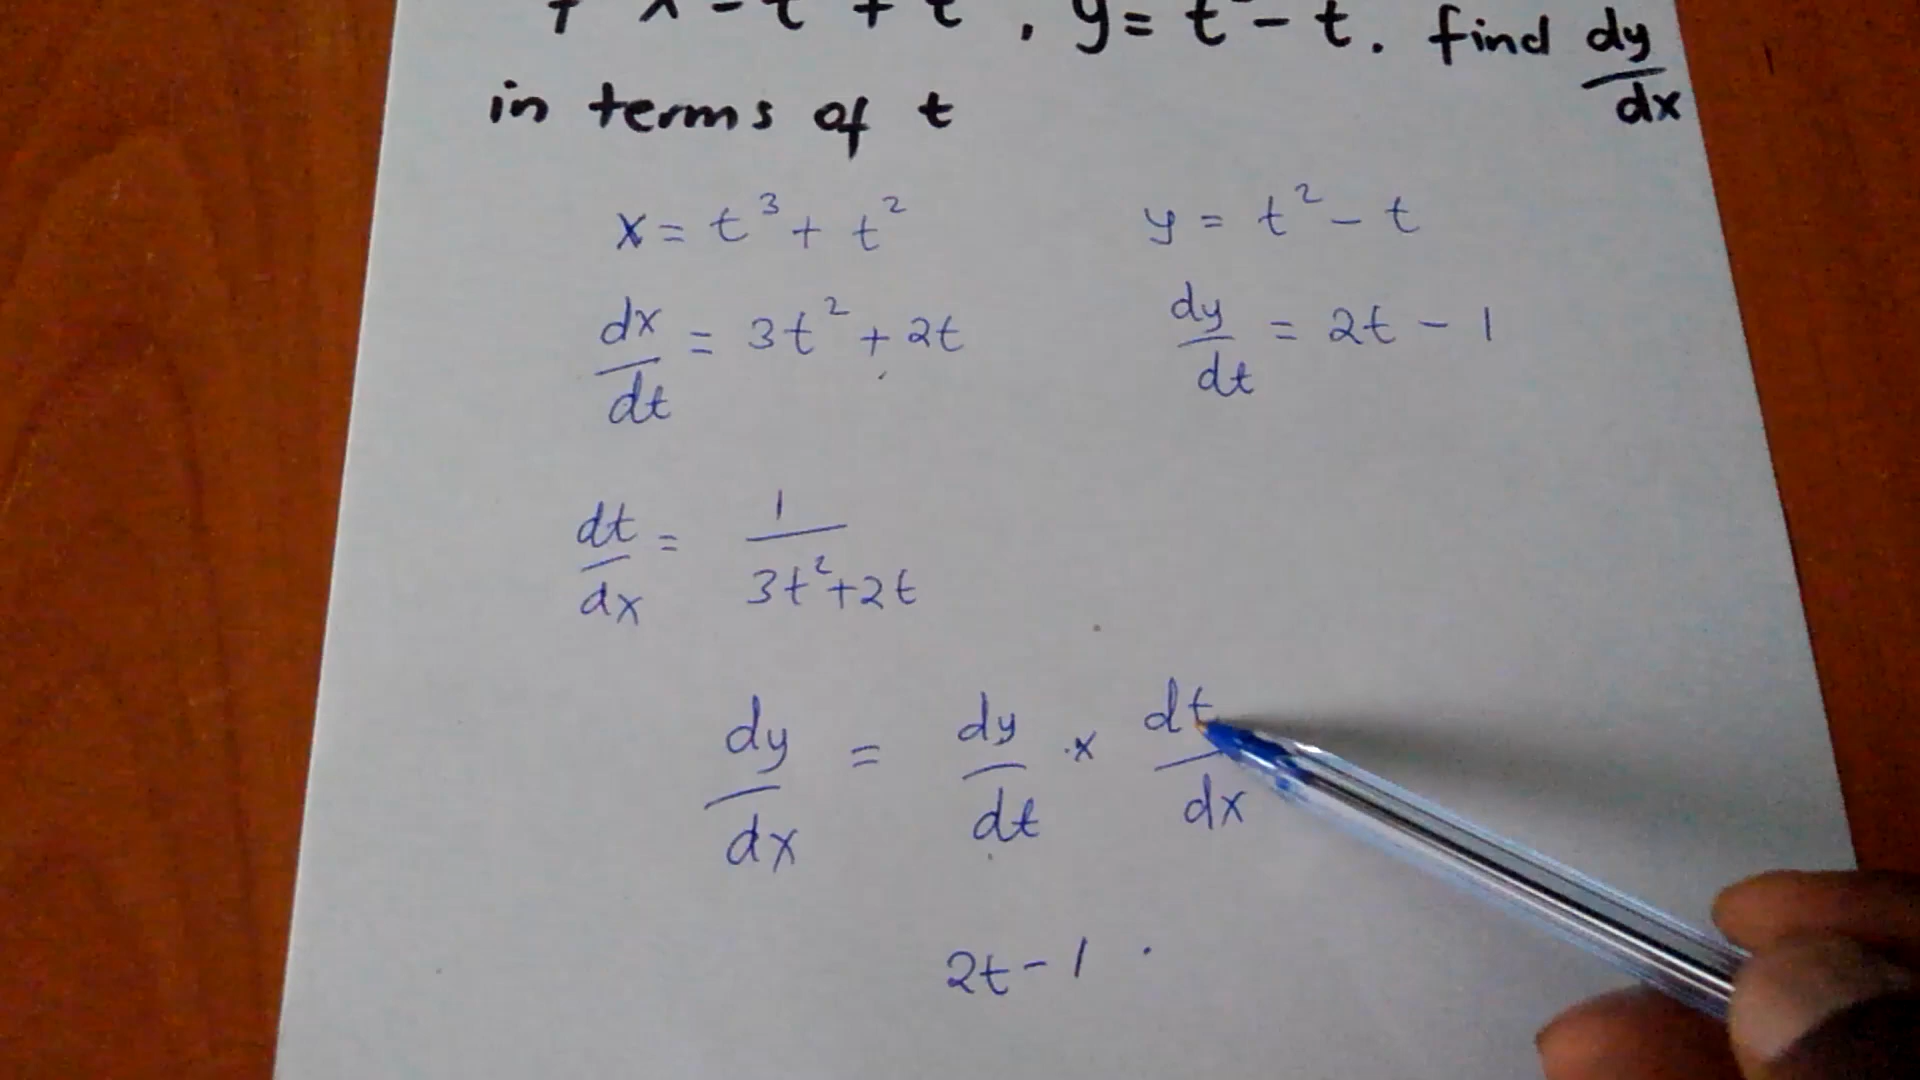 x = t + t , y = t² - t . find dy/dx
in terms of t
x = t³ + t²
y = t² - t
dx/dt = 3t² + 2t
dy/dt = 2t - 1
dt/dx = 1/3t²+2t
dy/dx = dy/dt × dt/dx
2t - 1 .